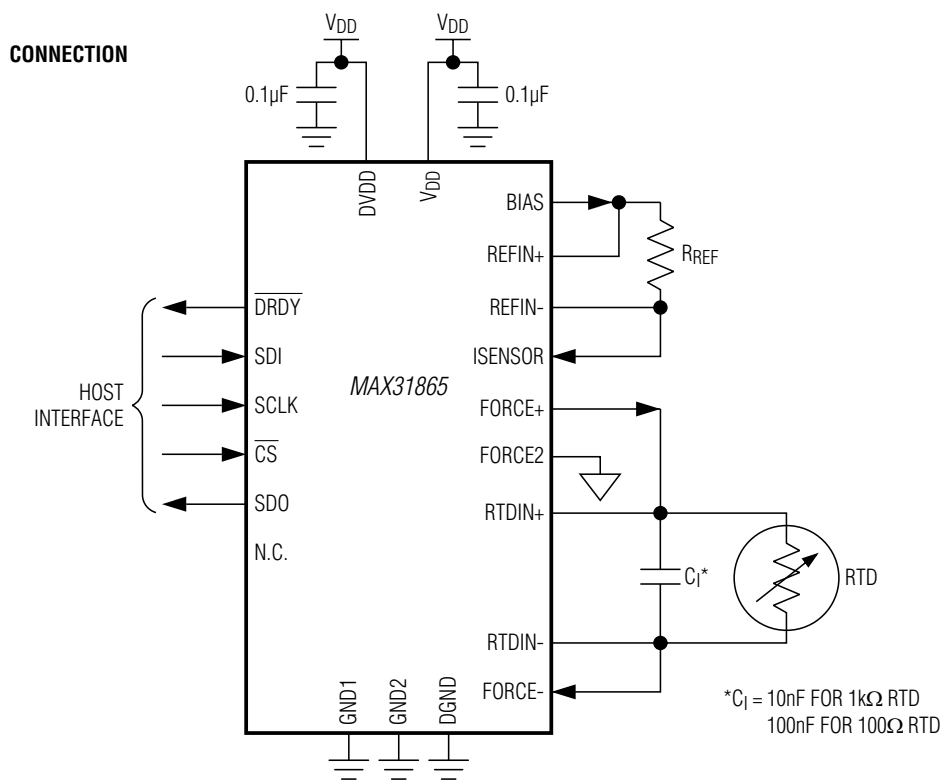 CONNECTION
VDD
VDD
0.1µF
0.1µF
DVDD
VDD
BIAS
REFIN+
RREF
REFIN-
ISENSOR
DRDY
SDI
SCLK
CS
SDO
N.C.
HOST
INTERFACE
MAX31865
FORCE+
FORCE2
RTDIN+
CI*
RTD
RTDIN-
FORCE-
GND1
GND2
DGND
*CI = 10nF FOR 1kΩ RTD
100nF FOR 100Ω RTD